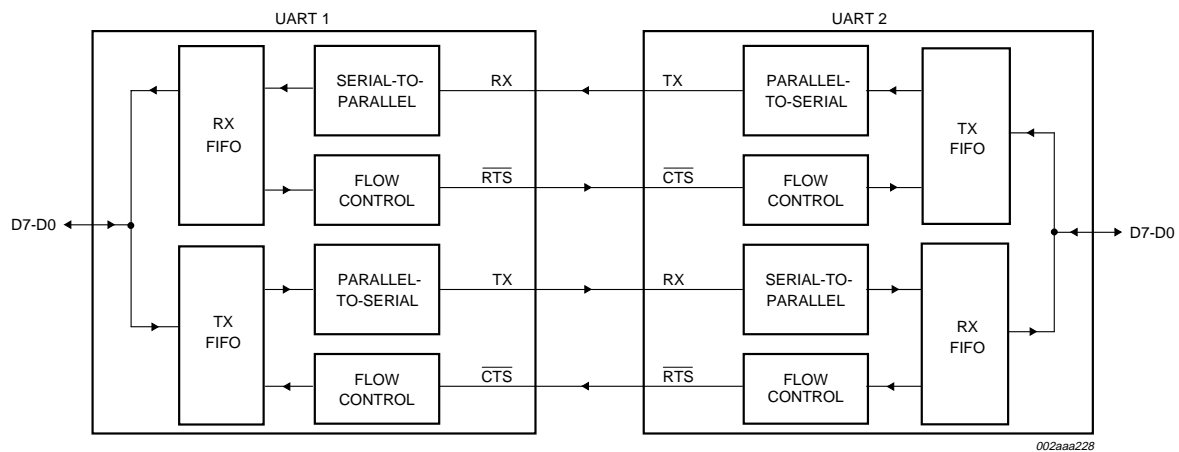 UART 1
UART 2
RX
FIFO
SERIAL-TO-
PARALLEL
RX
TX
PARALLEL-
TO-SERIAL
TX
FIFO
FLOW
CONTROL
RTS
CTS
FLOW
CONTROL
D7-D0
D7-D0
TX
FIFO
PARALLEL-
TO-SERIAL
TX
RX
SERIAL-TO-
PARALLEL
RX
FIFO
FLOW
CONTROL
CTS
RTS
FLOW
CONTROL
002aaa228